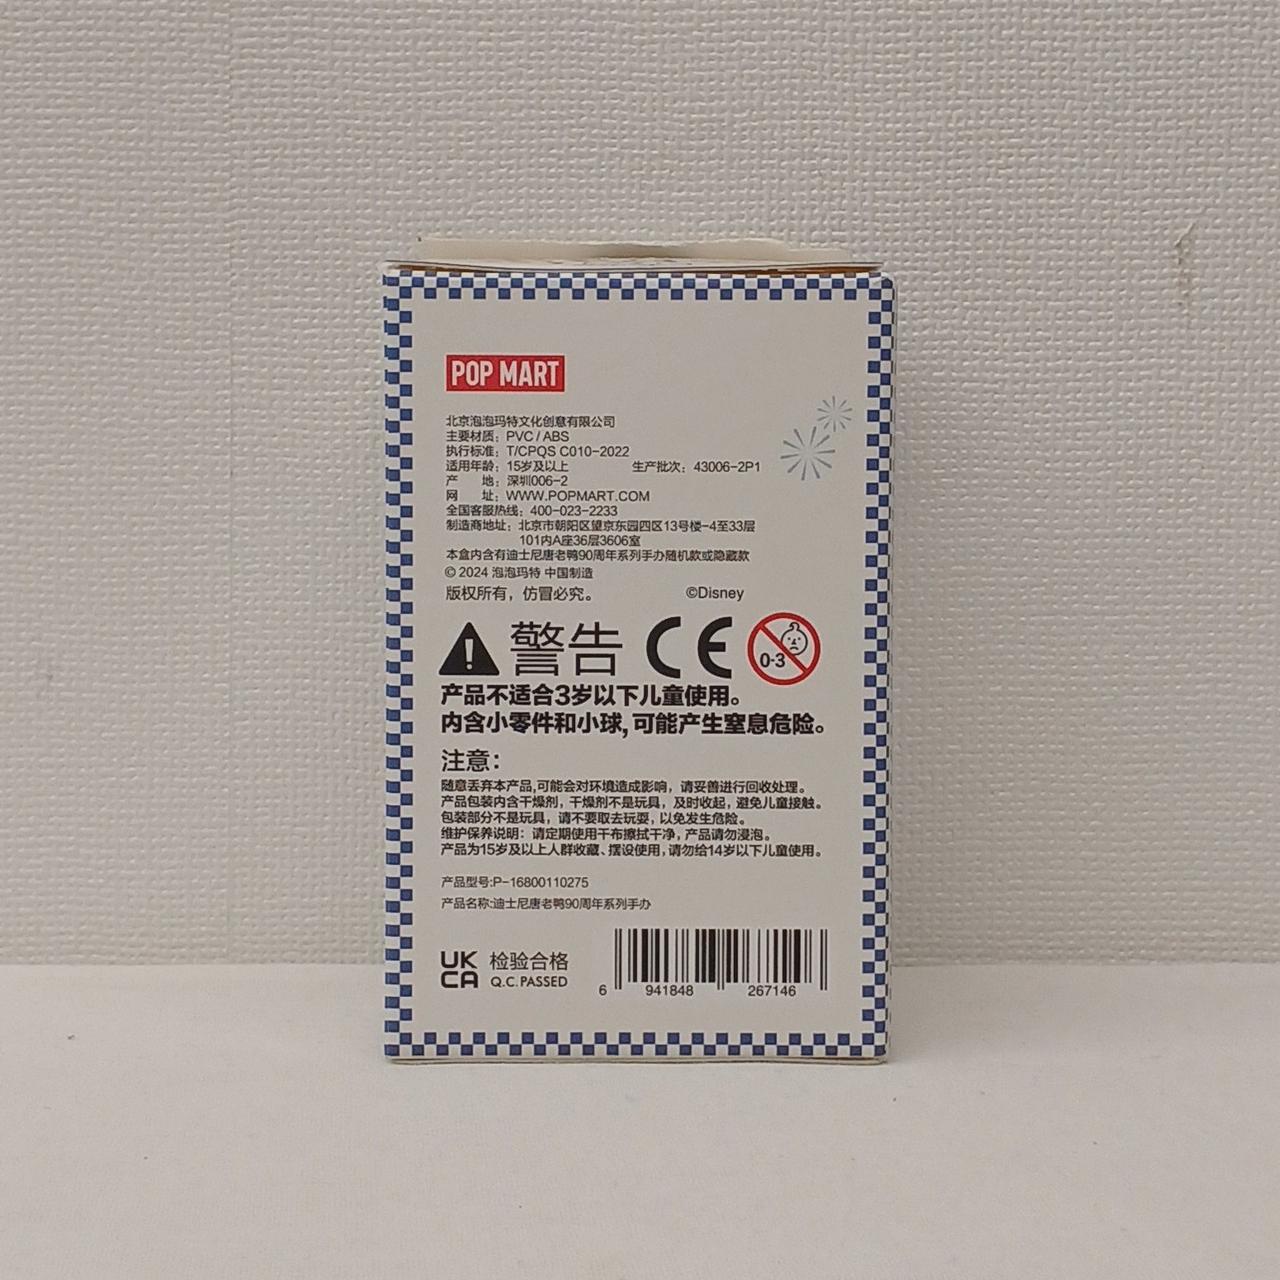 POP MART
北京泡泡玛特文化创意有限公司
主要材质：PVC / ABS
执行标准：T/CPQS C010-2022
适用年龄：15岁及以上 生产批次：43006-2P1
产 地：深圳006-2
网 址：WWW.POPMART.COM
全国客服热线：400-023-2233
制造商地址：北京市朝阳区望京东园四区13号楼-4至33层
101内A座36层3606室
本盒内含有迪士尼唐老鸭90周年系列手办随机款或隐藏款
© 2024 泡泡玛特 中国制造
版权所有，仿冒必究。 ©Disney
警告 CE 0-3
产品不适合3岁以下儿童使用。
内含小零件和小球，可能产生窒息危险。
注意：
随意丢弃本产品，可能会对环境造成影响，请妥善进行回收处理。
产品包装内含干燥剂，干燥剂不是玩具，及时收起，避免儿童接触。
包装部分不是玩具，请不要取去玩耍，以免发生危险。
维护保养说明：请定期使用干布擦拭干净，产品请勿浸泡。
产品为15岁及以上人群收藏、摆设使用，请勿给14岁以下儿童使用。
产品型号:P-16800110275
产品名称:迪士尼唐老鸭90周年系列手办
UK
CA
检验合格
Q.C.PASSED
6 941848 267146